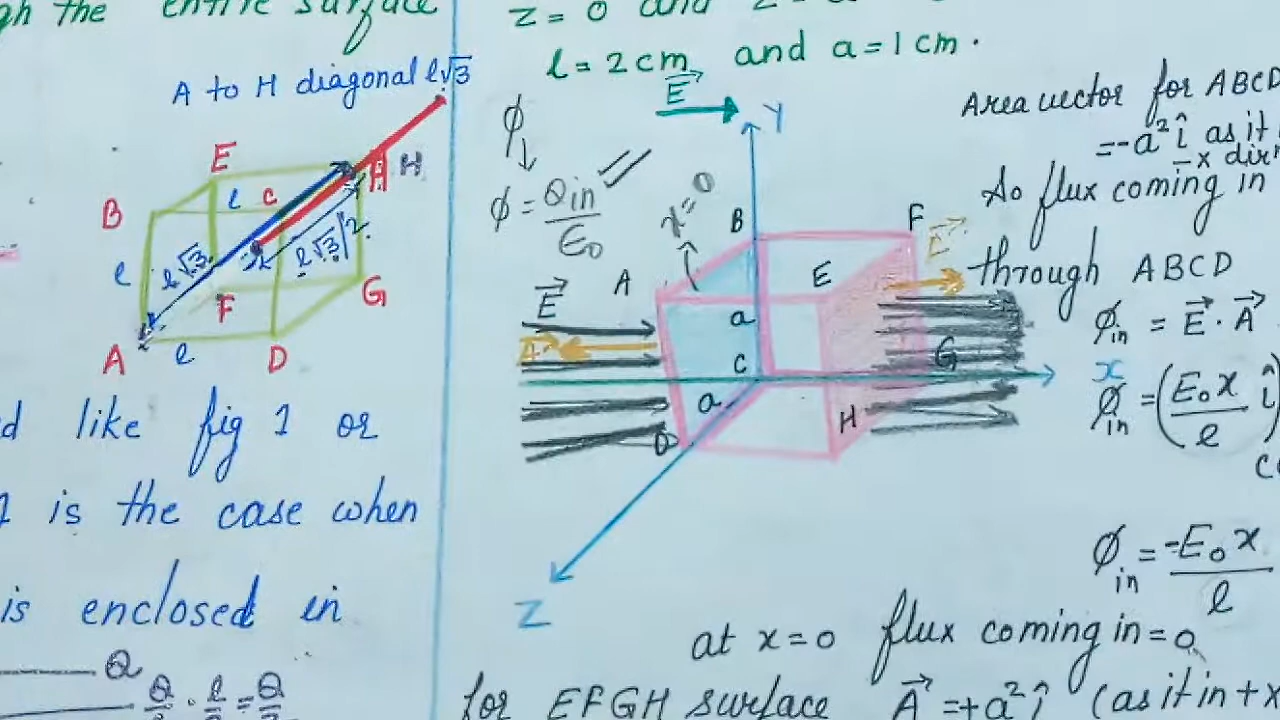 gh the entire surface
A to H diagonal l√3
E
B
l
c
H
H
l
l√3
l√3/2
F
G
A
l
D
d like fig 1 or
1 is the case when
is enclosed in
Q
z = 0 and z =
l = 2 cm and a = 1 cm.
E⃗
Y
ϕ
↓
ϕ = Qin/ε0
x = 0
B
F
E⃗
A
E
E⃗
a
C
G
a
H
D
Z
x
Area vector for ABCD
= -a² î as it
-x dirⁿ
So flux coming in
through ABCD
ϕin = E⃗ · A⃗
ϕin = (E0 x / l î)
ϕin = -E0 x / l
at x = 0 flux coming in = 0
for EFGH surface A⃗ = +a² î (as it in +x